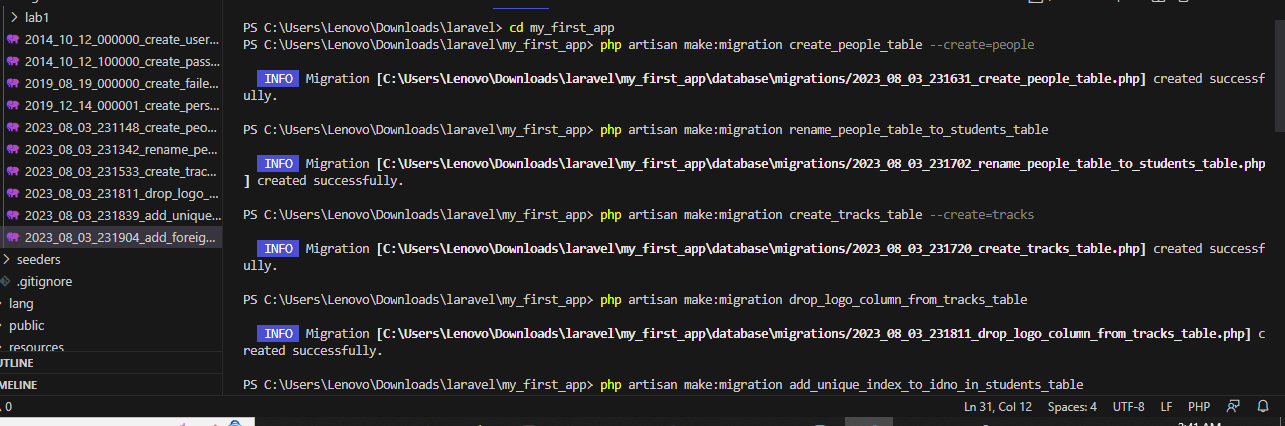 lab1
2014_10_12_000000_create_user...
2014_10_12_100000_create_pass...
2019_08_19_000000_create_faile...
2019_12_14_000001_create_pers...
2023_08_03_231148_create_peo...
2023_08_03_231342_rename_pe...
2023_08_03_231533_create_trac...
2023_08_03_231811_drop_logo_...
2023_08_03_231839_add_unique...
2023_08_03_231904_add_foreig...
seeders
.gitignore
lang
public
resources
UTLINE
MELINE
PS C:\Users\Lenovo\Downloads\laravel> cd my_first_app
PS C:\Users\Lenovo\Downloads\laravel\my_first_app> php artisan make:migration create_people_table --create=people
INFO Migration [C:\Users\Lenovo\Downloads\laravel\my_first_app\database\migrations/2023_08_03_231631_create_people_table.php] created successf
ully.
PS C:\Users\Lenovo\Downloads\laravel\my_first_app> php artisan make:migration rename_people_table_to_students_table
INFO Migration [C:\Users\Lenovo\Downloads\laravel\my_first_app\database\migrations/2023_08_03_231702_rename_people_table_to_students_table.php
] created successfully.
PS C:\Users\Lenovo\Downloads\laravel\my_first_app> php artisan make:migration create_tracks_table --create=tracks
INFO Migration [C:\Users\Lenovo\Downloads\laravel\my_first_app\database\migrations/2023_08_03_231720_create_tracks_table.php] created successf
ully.
PS C:\Users\Lenovo\Downloads\laravel\my_first_app> php artisan make:migration drop_logo_column_from_tracks_table
INFO Migration [C:\Users\Lenovo\Downloads\laravel\my_first_app\database\migrations/2023_08_03_231811_drop_logo_column_from_tracks_table.php] c
reated successfully.
PS C:\Users\Lenovo\Downloads\laravel\my_first_app> php artisan make:migration add_unique_index_to_idno_in_students_table
0
Ln 31, Col 12 Spaces: 4 UTF-8 LF PHP